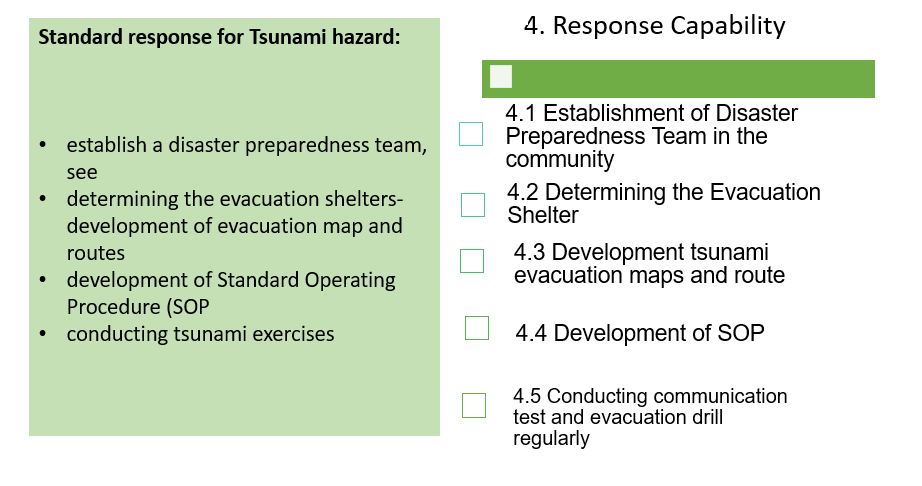 Standard response for Tsunami hazard:
• establish a disaster preparedness team,
see
• determining the evacuation shelters-
development of evacuation map and
routes
• development of Standard Operating
Procedure (SOP
• conducting tsunami exercises
4. Response Capability
4.1 Establishment of Disaster
Preparedness Team in the
community
4.2 Determining the Evacuation
Shelter
4.3 Development tsunami
evacuation maps and route
4.4 Development of SOP
4.5 Conducting communication
test and evacuation drill
regularly